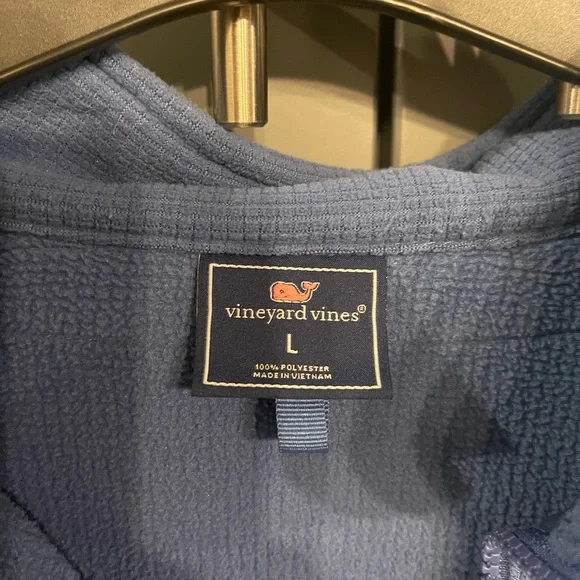 vineyard vines®
L
100% POLYESTER
MADE IN VIETNAM